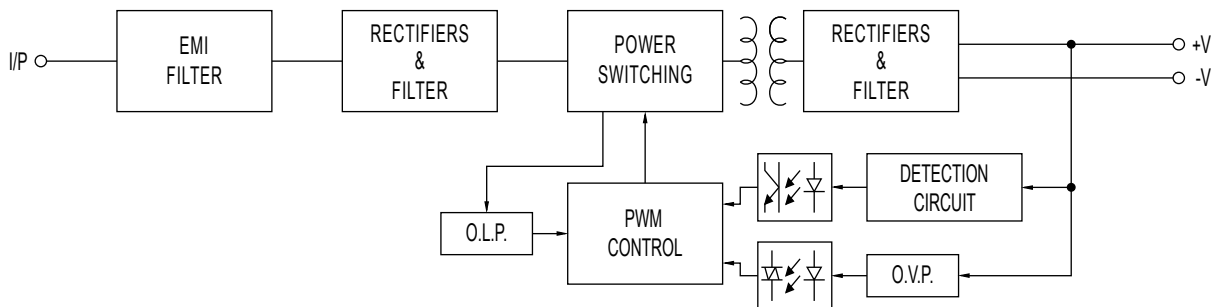 I/P
EMI
FILTER
RECTIFIERS
&
FILTER
POWER
SWITCHING
RECTIFIERS
&
FILTER
+V
-V
DETECTION
CIRCUIT
O.L.P.
PWM
CONTROL
O.V.P.